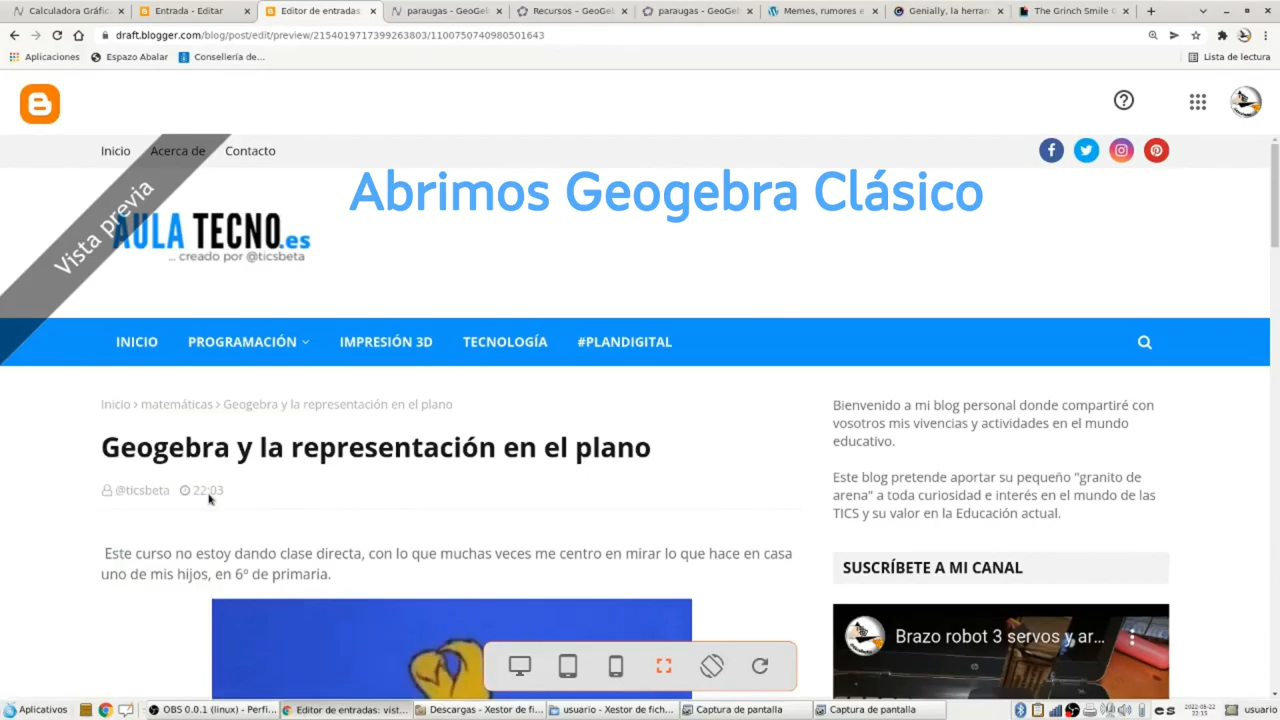 Calculadora Gráfic
Entrada - Editar
Editor de entradas
paraugas - GeoGeb
Recursos – GeoGeb
paraugas - GeoGeb
Memes, rumores e
Genially, la herram
The Grinch Smile C
draft.blogger.com/blog/post/edit/preview/2154019717399263803/1100750740980501643
Aplicaciones
Espazo Abalar
Consellería de...
Lista de lectura
Inicio
Acerca de
Contacto
Abrimos Geogebra Clásico
Vista previa
AULA TECNO.es
... creado por @ticsbeta
INICIO
PROGRAMACIÓN
IMPRESIÓN 3D
TECNOLOGÍA
#PLANDIGITAL
Inicio › matemáticas › Geogebra y la representación en el plano
Geogebra y la representación en el plano
@ticsbeta 22:03
Este curso no estoy dando clase directa, con lo que muchas veces me centro en mirar lo que hace en casa
uno de mis hijos, en 6º de primaria.
Bienvenido a mi blog personal donde compartiré con
vosotros mis vivencias y actividades en el mundo
educativo.
Este blog pretende aportar su pequeño "granito de
arena" a toda curiosidad e interés en el mundo de las
TICS y su valor en la Educación actual.
SUSCRÍBETE A MI CANAL
Brazo robot 3 servos y ar...
Aplicativos
OBS 0.0.1 (linux) - Perfi...
Editor de entradas: vist...
Descargas - Xestor de fi...
usuario - Xestor de fich...
Captura de pantalla
Captura de pantalla
es
usuario